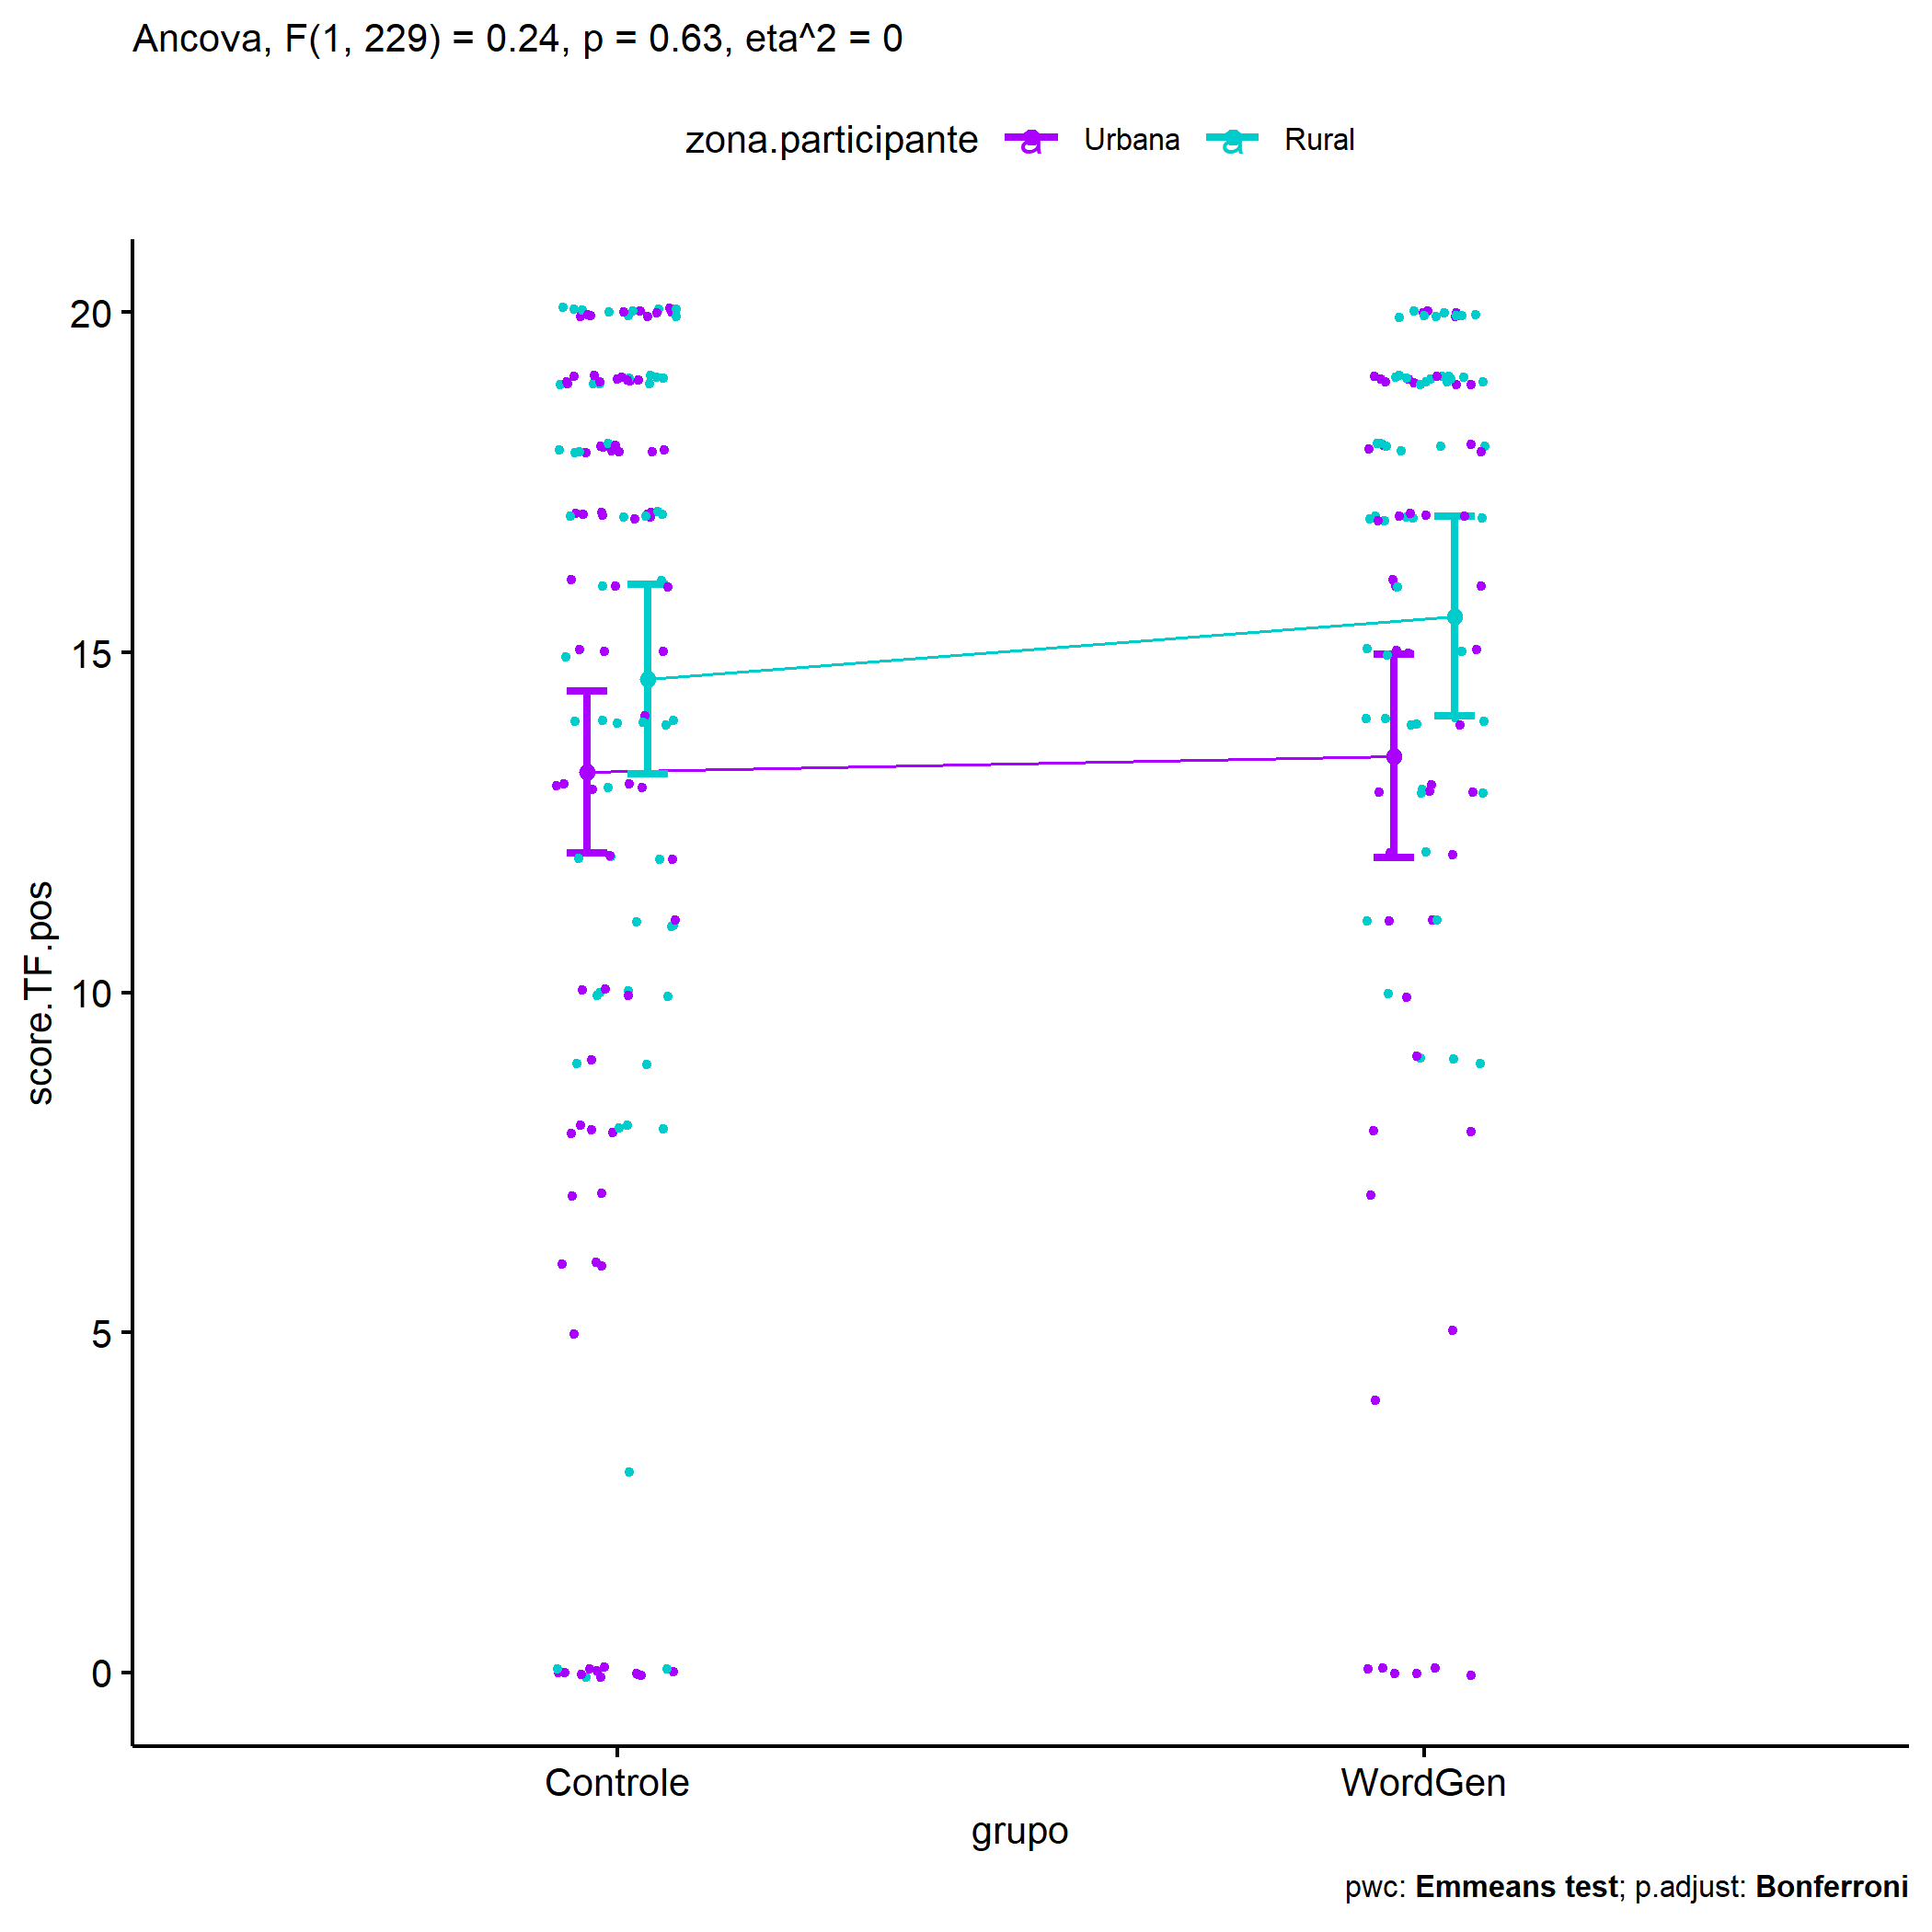 Ancova, F(1, 229) = 0.24, p = 0.63, eta^2 = 0
zona.participante a Urbana a Rural
20
15
10
5
0
score.TF.pos
Controle WordGen
grupo
pwc: Emmeans test; p.adjust: Bonferroni